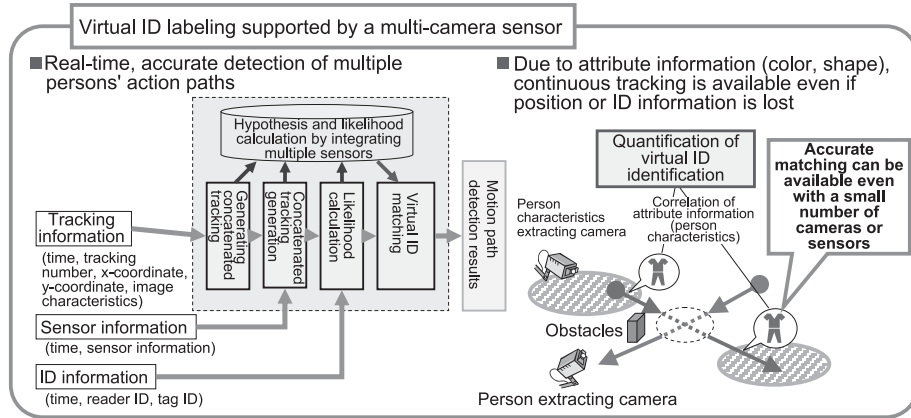 Virtual ID labeling supported by a multi-camera sensor
■Real-time, accurate detection of multiple
persons' action paths
Hypothesis and likelihood
calculation by integrating
multiple sensors
Generating
concatenated
tracking
Concatenated
tracking
generation
Likelihood
calculation
Virtual ID
matching
Motion path
detection results
Tracking
information
(time, tracking
number, x-coordinate,
y-coordinate, image
characteristics)
Sensor information
(time, sensor information)
ID information
(time, reader ID, tag ID)
■Due to attribute information (color, shape),
continuous tracking is available even if
position or ID information is lost
Quantification of
virtual ID
identification
Accurate
matching can be
available even
with a small
number of
cameras or
sensors
Person
characteristics
extracting camera
Correlation of
attribute information
(person
characteristics)
Obstacles
Person extracting camera